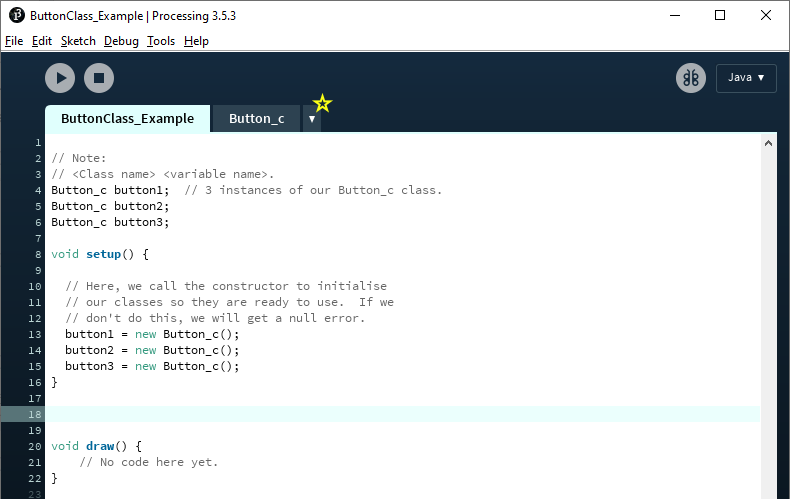 ButtonClass_Example | Processing 3.5.3
File Edit Sketch Debug Tools Help
Java ▼
ButtonClass_Example Button_c ▼
1
2 // Note:
3 // <Class name> <variable name>.
4 Button_c button1;  // 3 instances of our Button_c class.
5 Button_c button2;
6 Button_c button3;
7
8 void setup() {
9
10   // Here, we call the constructor to initialise
11   // our classes so they are ready to use.  If we
12   // don't do this, we will get a null error.
13   button1 = new Button_c();
14   button2 = new Button_c();
15   button3 = new Button_c();
16 }
17
18
19
20 void draw() {
21     // No code here yet.
22 }
23